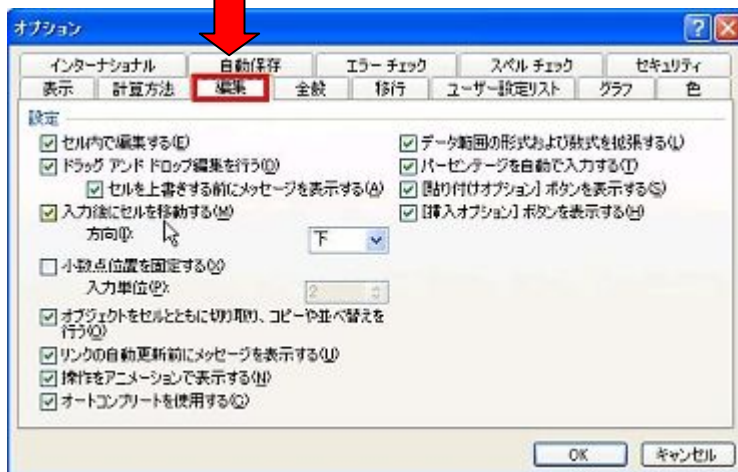 オプション
インターナショナル 自動保存 エラー チェック スペル チェック セキュリティ
表示 計算方法 編集 全般 移行 ユーザー設定リスト グラフ 色
設定
セル内で編集する(E)
ドラッグ アンド ドロップ編集を行う(D)
セルを上書きする前にメッセージを表示する(A)
入力後にセルを移動する(M)
方向(I):
下
小数点位置を固定する(X)
入力単位(P):
2
オブジェクトをセルとともに切り取り、コピーや並べ替えを
行う(O)
リンクの自動更新前にメッセージを表示する(U)
操作をアニメーションで表示する(N)
オートコンプリートを使用する(C)
データ範囲の形式および数式を拡張する(L)
パーセンテージを自動で入力する(T)
[貼り付けオプション] ボタンを表示する(S)
[挿入オプション] ボタンを表示する(H)
OK キャンセル